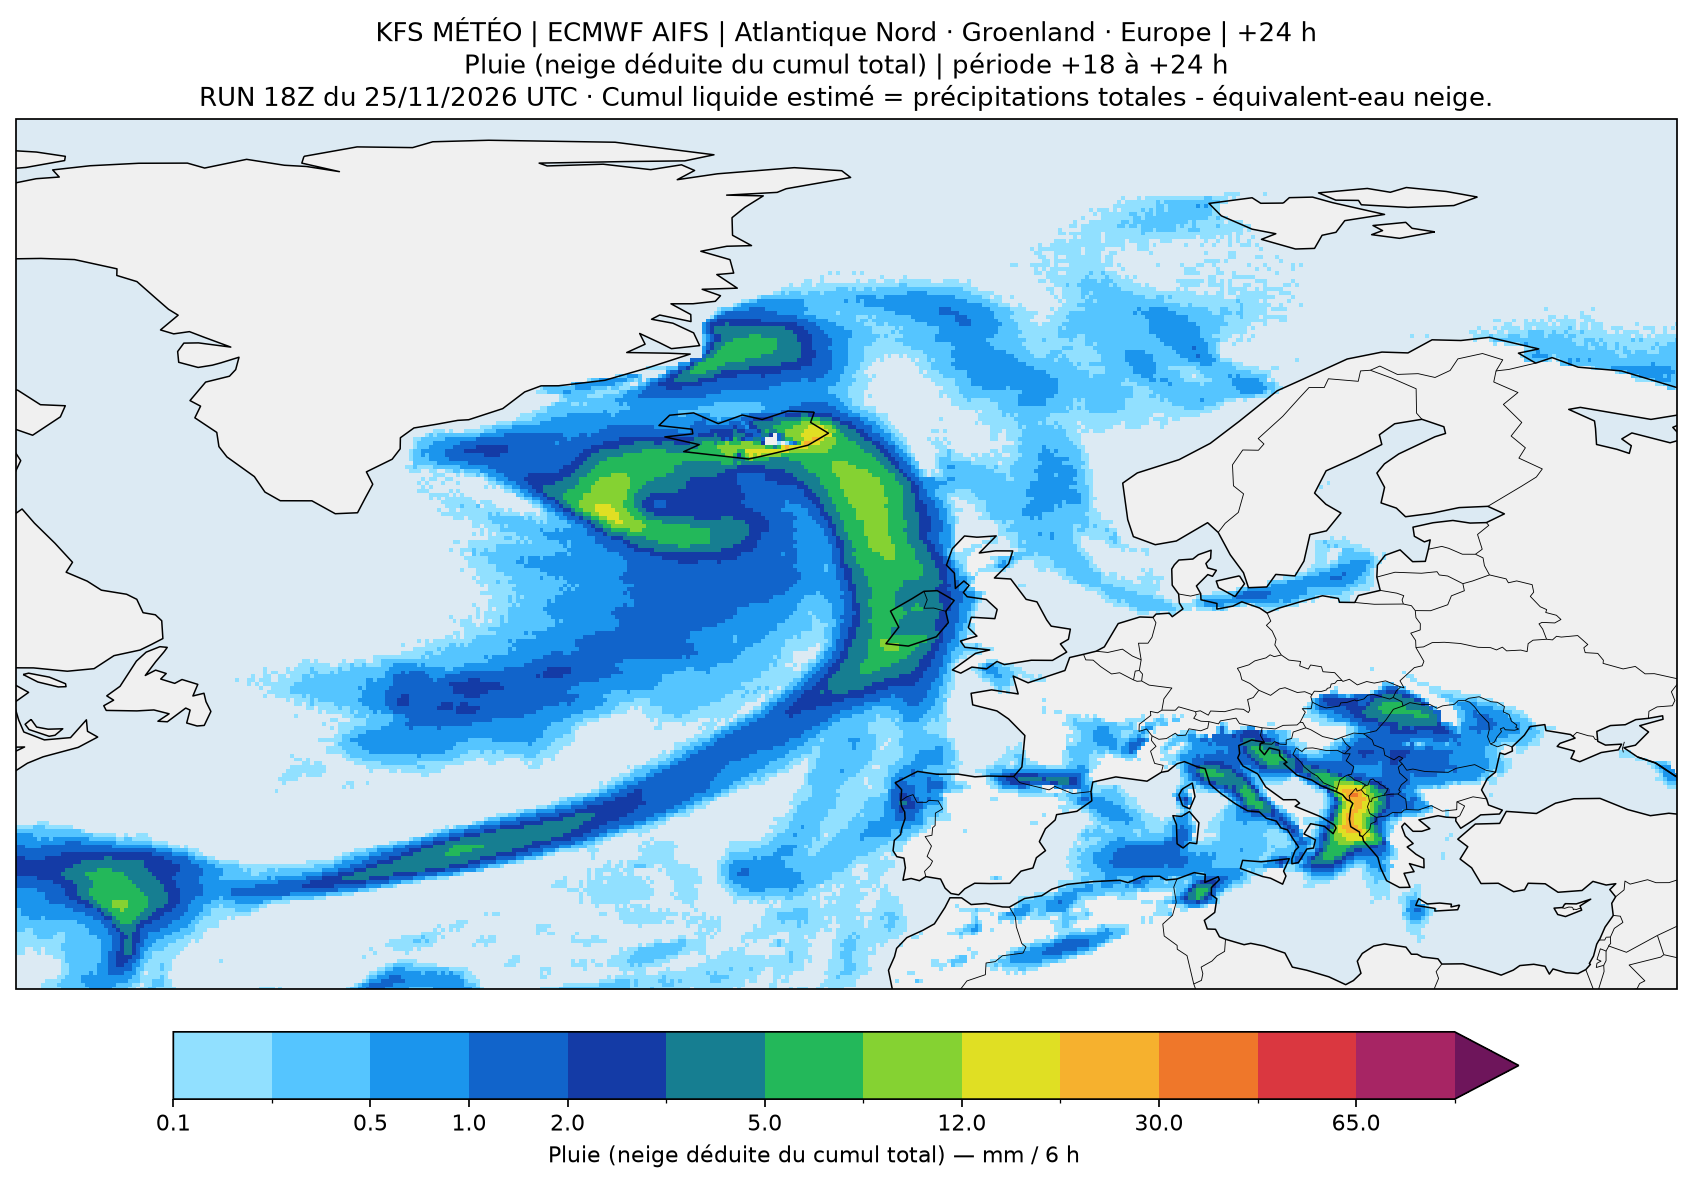 KFS MÉTÉO | ECMWF AIFS | Atlantique Nord · Groenland · Europe | +24 h
Pluie (neige déduite du cumul total) | période +18 à +24 h
RUN 18Z du 25/11/2026 UTC · Cumul liquide estimé = précipitations totales - équivalent-eau neige.
0.1 0.5 1.0 2.0 5.0 12.0 30.0 65.0
Pluie (neige déduite du cumul total) — mm / 6 h